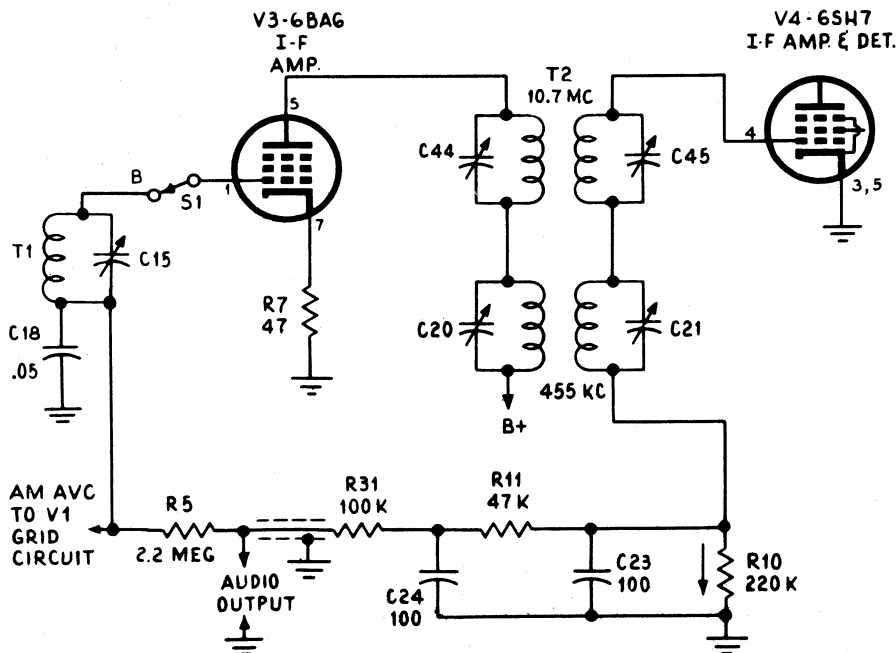 V3-6BA6
I-F
AMP.
V4-6SH7
I-F AMP. & DET.
T2
10.7 MC
5
C44
C45
4
3,5
B
S1
1
7
T1
C15
R7
47
C18
.05
C20
C21
455 KC
B+
AM AVC
TO V1
GRID
CIRCUIT
R5
2.2 MEG
R31
100 K
R11
47 K
AUDIO
OUTPUT
C24
100
C23
100
R10
220 K